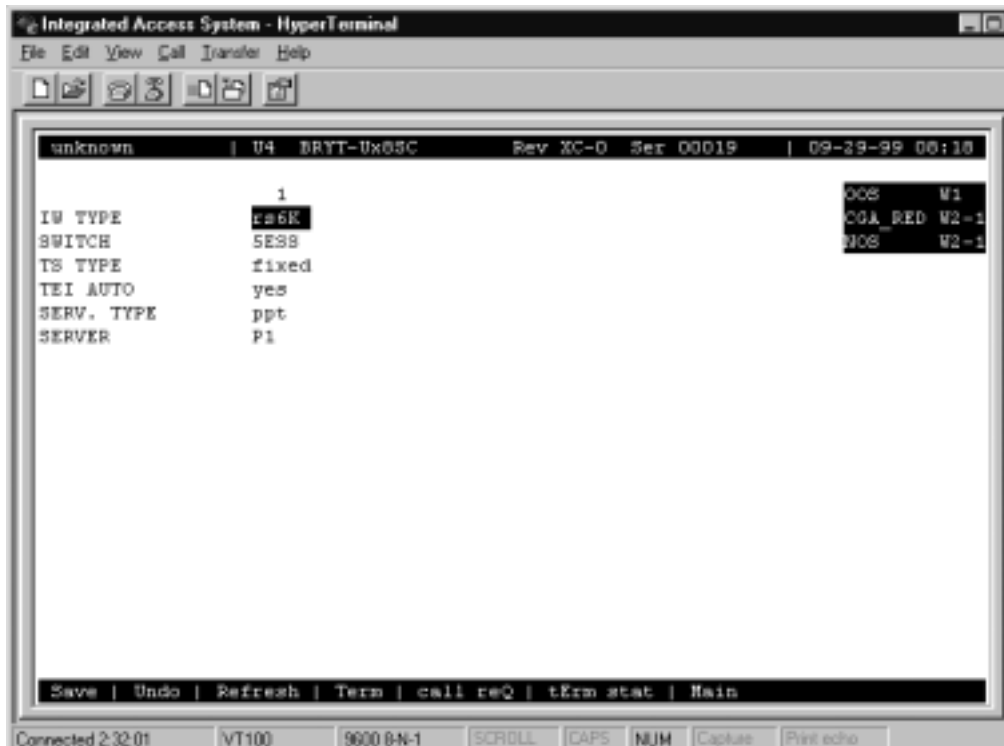 Integrated Access System - HyperTerminal
File Edit View Call Transfer Help
unknown | U4 BRYT-Ux8SC Rev XC-0 Ser 00019 | 09-29-99 08:18
1 OOS W1
IW TYPE rs6K CGA_RED W2-1
SWITCH 5ESS NOS W2-1
TS TYPE fixed
TEI AUTO yes
SERV. TYPE ppt
SERVER P1
Save | Undo | Refresh | Term | call reQ | tErm stat | Main
Connected 2:32:01 VT100 9600 8-N-1 SCROLL CAPS NUM Capture Print echo